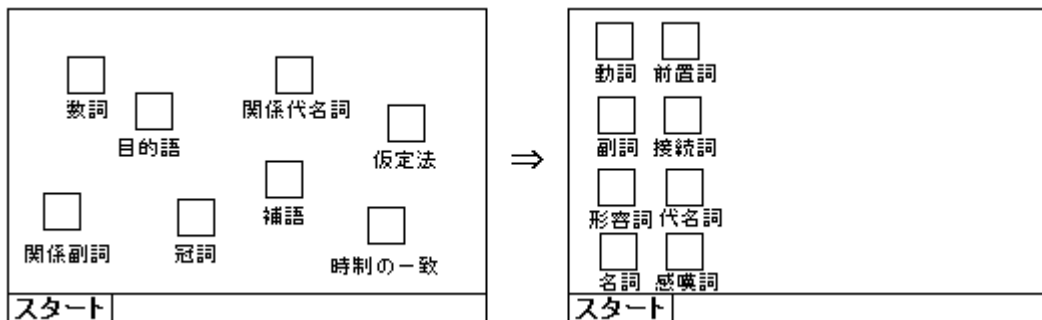 数詞
関係代名詞
目的語
仮定法
補語
関係副詞
冠詞
時制の一致
スタート
⇒
動詞 前置詞
副詞 接続詞
形容詞 代名詞
名詞 感嘆詞
スタート